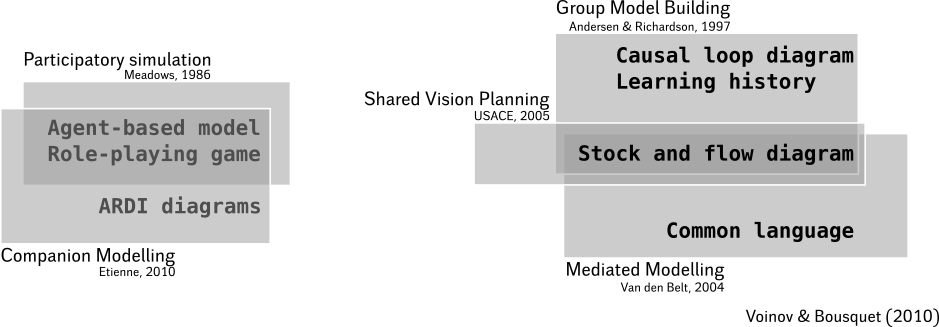 Participatory simulation
Meadows, 1986
Agent-based model
Role-playing game
ARDI diagrams
Companion Modelling
Etienne, 2010
Group Model Building
Andersen & Richardson, 1997
Causal loop diagram
Learning history
Shared Vision Planning
USACE, 2005
Stock and flow diagram
Common language
Mediated Modelling
Van den Belt, 2004
Voinov & Bousquet (2010)